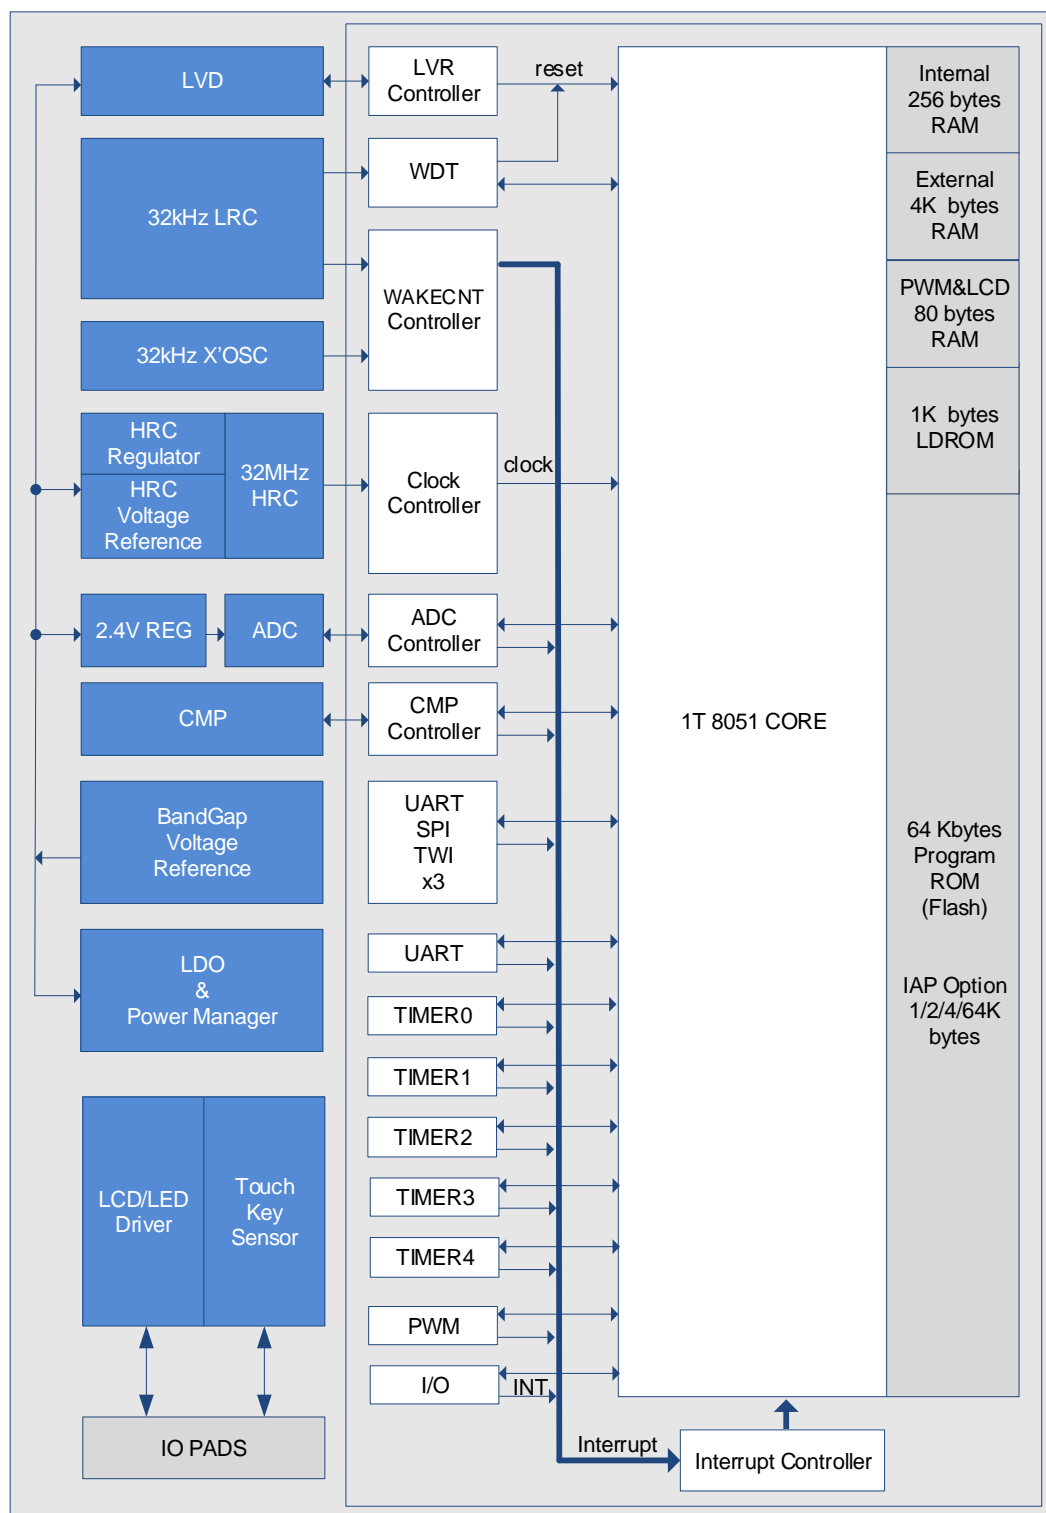 LVD
LVR
Controller
reset
Internal
256 bytes
RAM
32kHz LRC
WDT
External
4K bytes
RAM
WAKECNT
Controller
PWM&LCD
80 bytes
RAM
32kHz X'OSC
HRC
Regulator
HRC
Voltage
Reference
32MHz
HRC
Clock
Controller
clock
1K bytes
LDROM
2.4V REG
ADC
ADC
Controller
CMP
CMP
Controller
1T 8051 CORE
BandGap
Voltage
Reference
UART
SPI
TWI
x3
64 Kbytes
Program
ROM
(Flash)
IAP Option
1/2/4/64K
bytes
LDO
&
Power Manager
UART
TIMER0
TIMER1
TIMER2
TIMER3
TIMER4
PWM
I/O
INT
LCD/LED
Driver
Touch
Key
Sensor
IO PADS
Interrupt
Interrupt Controller